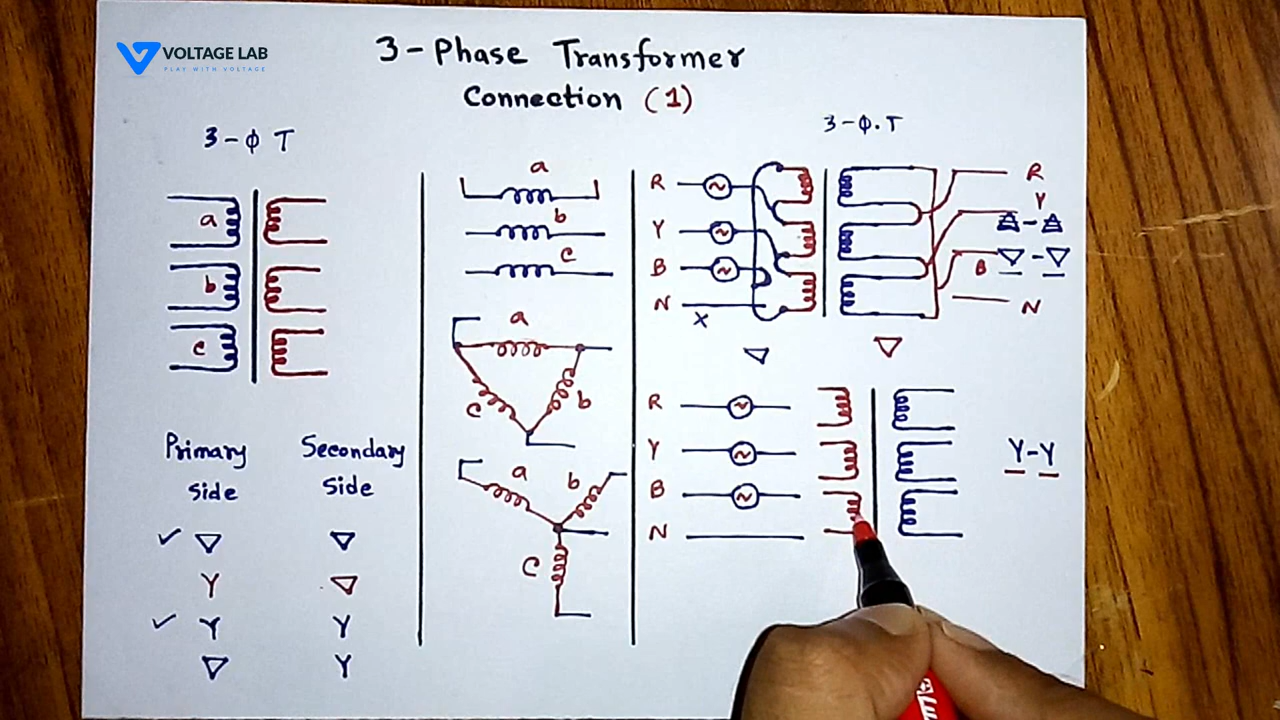 VOLTAGE LAB
PLAY WITH VOLTAGE
3-Phase Transformer
Connection (1)
3-ϕ T
a
b
c
Primary Side
Secondary Side
✓ ▽ ▽
Y ▽
✓ Y Y
▽ Y
a
b
c
a
b
c
a
b
c
3-ϕ.T
R
Y
B
N
x
R
Y
▽-▽
B
N
▽ ▽
R
Y
B
N
Y-Y